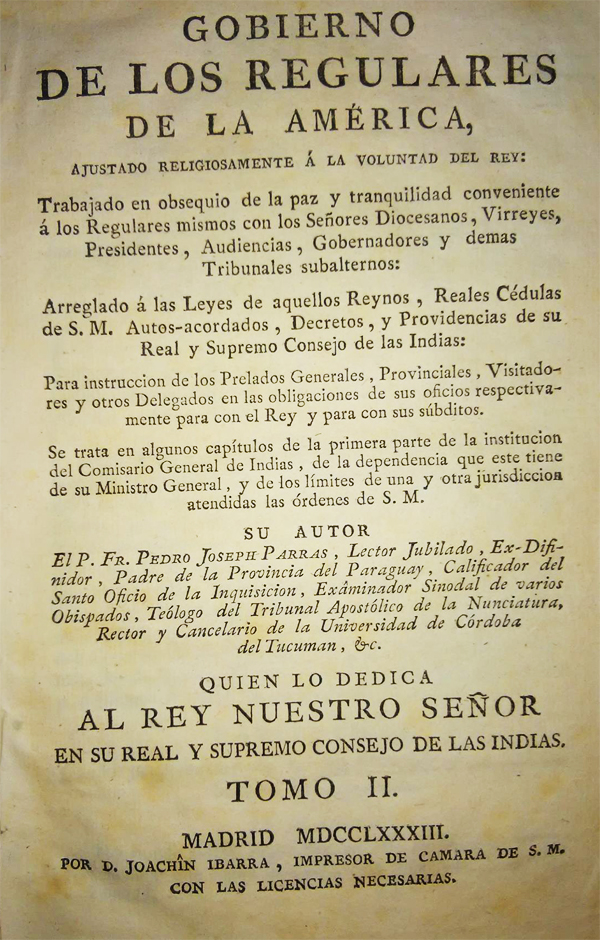 GOBIERNO
DE LOS REGULARES
DE LA AMÉRICA,
AJUSTADO RELIGIOSAMENTE Á LA VOLUNTAD DEL REY:
Trabajado en obsequio de la paz y tranquilidad conveniente
á los Regulares mismos con los Señores Diocesanos, Virreyes,
Presidentes, Audiencias, Gobernadores y demas
Tribunales subalternos:
Arreglado á las Leyes de aquellos Reynos, Reales Cédulas
de S. M. Autos-acordados, Decretos, y Providencias de su
Real y Supremo Consejo de las Indias:
Para instruccion de los Prelados Generales, Provinciales, Visitado-
res y otros Delegados en las obligaciones de sus oficios respectiva-
mente para con el Rey y para con sus súbditos.
Se trata en algunos capítulos de la primera parte de la institucion
del Comisario General de Indias, de la dependencia que este tiene
de su Ministro General, y de los límites de una y otra jurisdiccion
atendidas las órdenes de S. M.
SU AUTOR
El P. Fr. Pedro Joseph Parras, Lector Jubilado, Ex-Difi-
nidor, Padre de la Provincia del Paraguay, Calificador del
Santo Oficio de la Inquisicion, Exâminador Sinodal de varios
Obispados, Teólogo del Tribunal Apostólico de la Nunciatura,
Rector y Cancelario de la Universidad de Córdoba
del Tucuman, &c.
QUIEN LO DEDICA
AL REY NUESTRO SEÑOR
EN SU REAL Y SUPREMO CONSEJO DE LAS INDIAS.
TOMO II.
MADRID MDCCLXXXIII.
POR D. JOACHÎN IBARRA, IMPRESOR DE CAMARA DE S. M.
CON LAS LICENCIAS NECESARIAS.